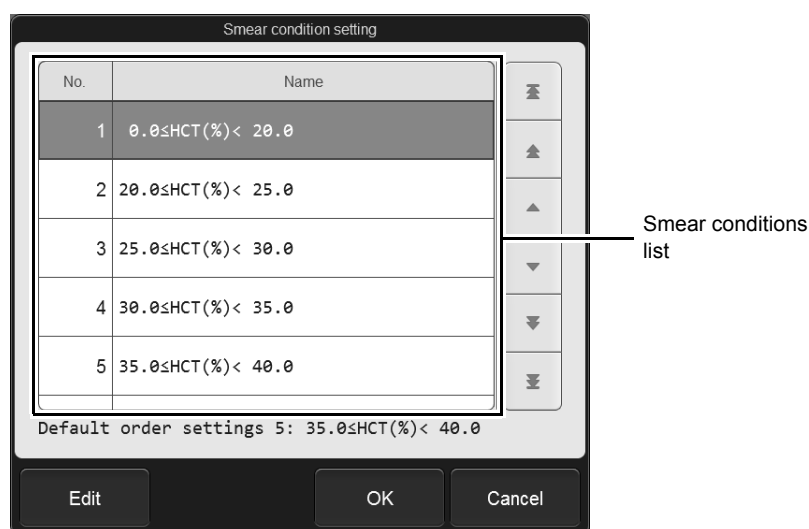 Smear condition setting
No. Name
1 0.0≤HCT(%)< 20.0
2 20.0≤HCT(%)< 25.0
3 25.0≤HCT(%)< 30.0
4 30.0≤HCT(%)< 35.0
5 35.0≤HCT(%)< 40.0
Default order settings 5: 35.0≤HCT(%)< 40.0
Edit OK Cancel
Smear conditions
list